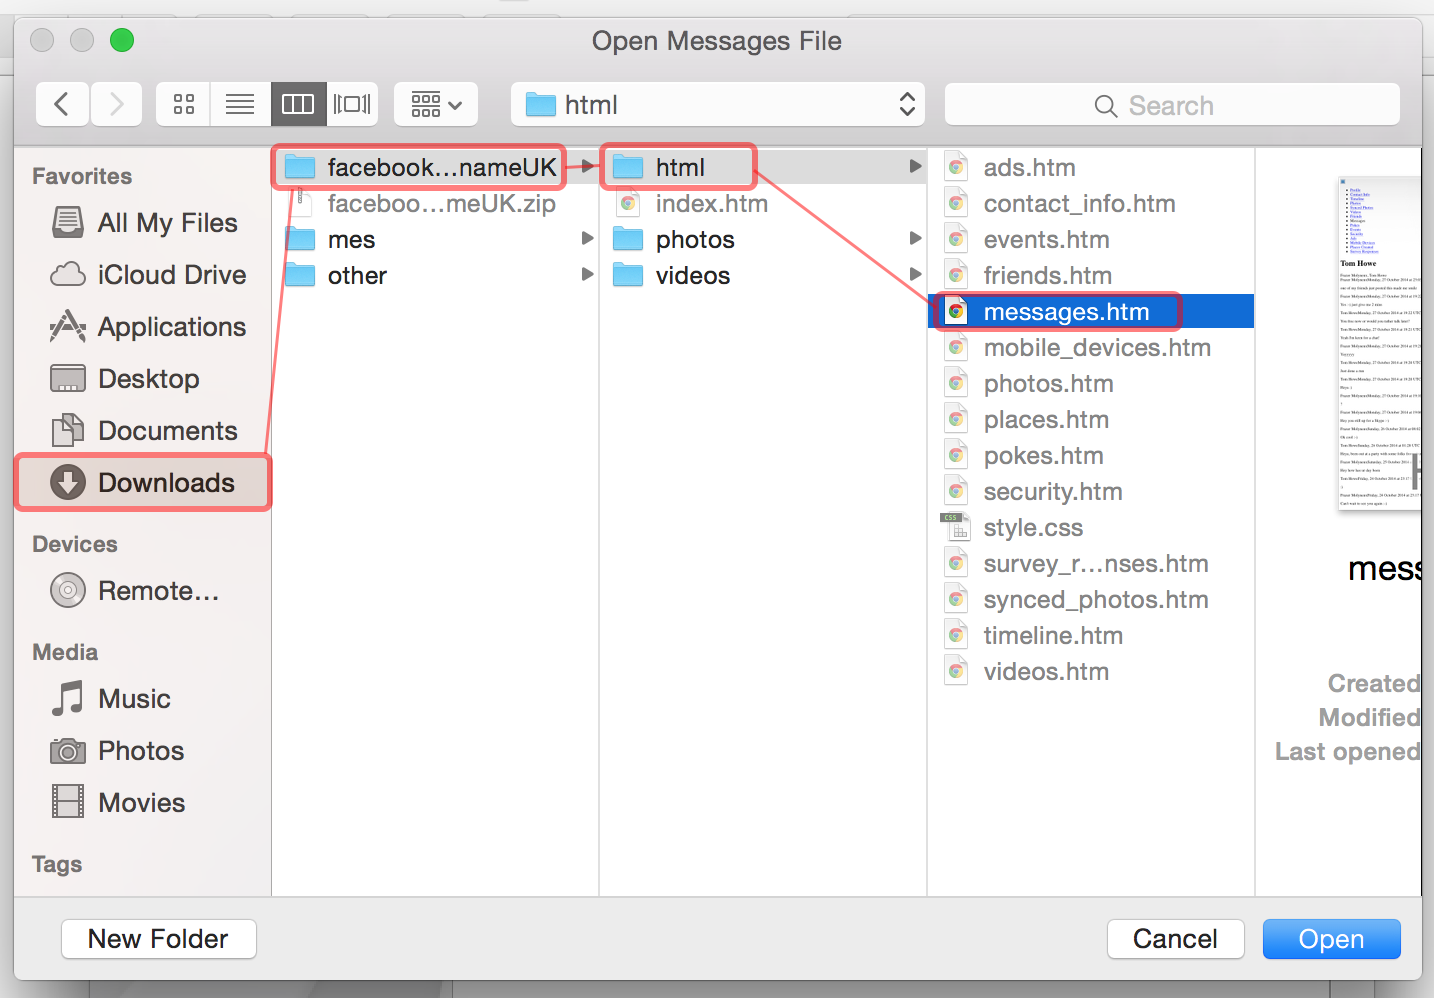 Open Messages File
html
Search
Favorites
All My Files
iCloud Drive
Applications
Desktop
Documents
Downloads
Devices
Remote...
Media
Music
Photos
Movies
Tags
facebook...nameUK
faceboo...meUK.zip
mes
other
html
index.htm
photos
videos
ads.htm
contact_info.htm
events.htm
friends.htm
messages.htm
mobile_devices.htm
photos.htm
places.htm
pokes.htm
security.htm
CSS
style.css
survey_r...nses.htm
synced_photos.htm
timeline.htm
videos.htm
Tom Howe
mess
Created
Modified
Last opened
New Folder
Cancel
Open